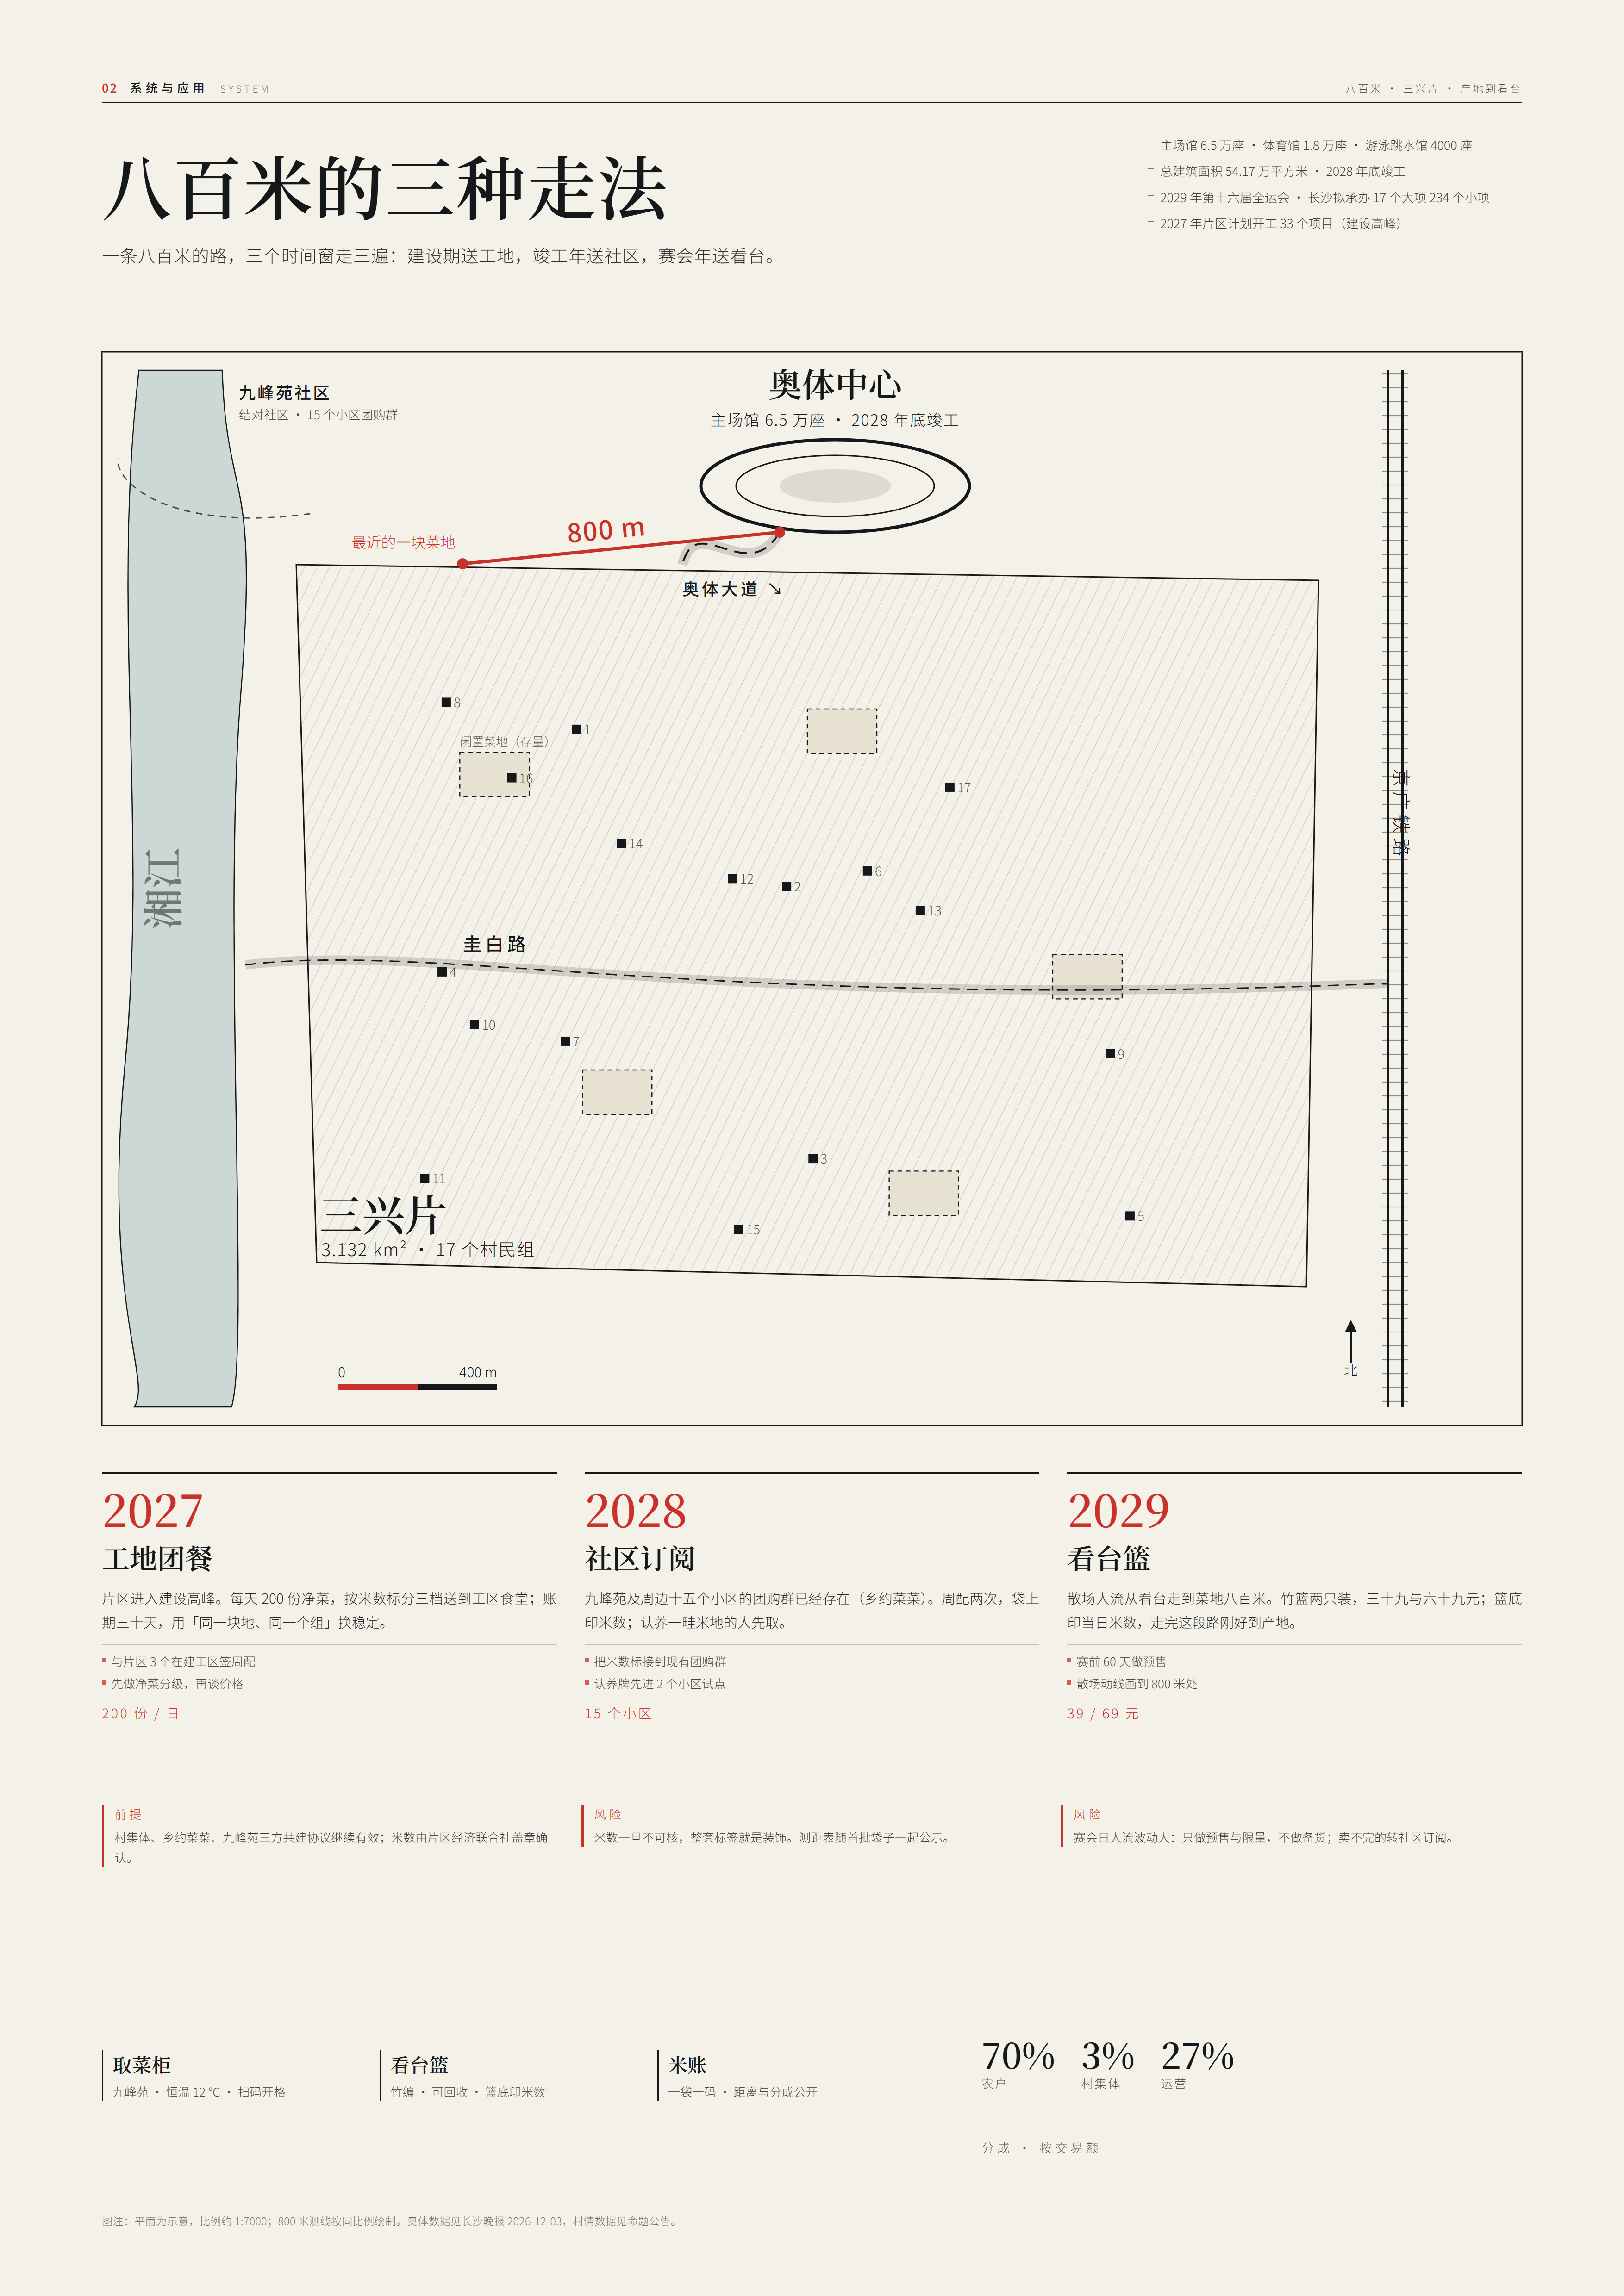 02 系统与应用 SYSTEM
八百米 · 三兴片 · 产地到看台
八百米的三种走法
一条八百米的路，三个时间窗走三遍：建设期送工地，竣工年送社区，赛会年送看台。
– 主场馆 6.5 万座 · 体育馆 1.8 万座 · 游泳跳水馆 4000 座
– 总建筑面积 54.17 万平方米 · 2028 年底竣工
– 2029 年第十六届全运会 · 长沙拟承办 17 个大项 234 个小项
– 2027 年片区计划开工 33 个项目（建设高峰）
九峰苑社区
结对社区 · 15 个小区团购群
奥体中心
主场馆 6.5 万座 · 2028 年底竣工
最近的一块菜地
800 m
奥体大道 ↘
8
1
闲置菜地（存量）
16
17
14
12
2
6
13
京广铁路
湘江
圭白路
4
10
7
9
11
3
三兴片
3.132 km² · 17 个村民组
15
5
0
400 m
北
2027
工地团餐
片区进入建设高峰。每天 200 份净菜，按米数标分三档送到工区食堂；账
期三十天，用「同一块地、同一个组」换稳定。
与片区 3 个在建工区签周配
先做净菜分级，再谈价格
200 份 / 日
2028
社区订阅
九峰苑及周边十五个小区的团购群已经存在（乡约菜菜）。周配两次，袋上
印米数；认养一畦米地的人先取。
把米数标接到现有团购群
认养牌先进 2 个小区试点
15 个小区
2029
看台篮
散场人流从看台走到菜地八百米。竹篮两只装，三十九与六十九元；篮底
印当日米数，走完这段路刚好到产地。
赛前 60 天做预售
散场动线画到 800 米处
39 / 69 元
前提
村集体、乡约菜菜、九峰苑三方共建协议继续有效；米数由片区经济联合社盖章确
认。
风险
米数一旦不可核，整套标签就是装饰。测距表随首批袋子一起公示。
风险
赛会日人流波动大：只做预售与限量，不做备货；卖不完的转社区订阅。
取菜柜
九峰苑 · 恒温 12 ℃ · 扫码开格
看台篮
竹编 · 可回收 · 篮底印米数
米账
一袋一码 · 距离与分成公开
70%
农户
3%
村集体
27%
运营
分成 · 按交易额
图注：平面为示意，比例约 1:7000；800 米测线按同比例绘制。奥体数据见长沙晚报 2026-12-03，村情数据见命题公告。